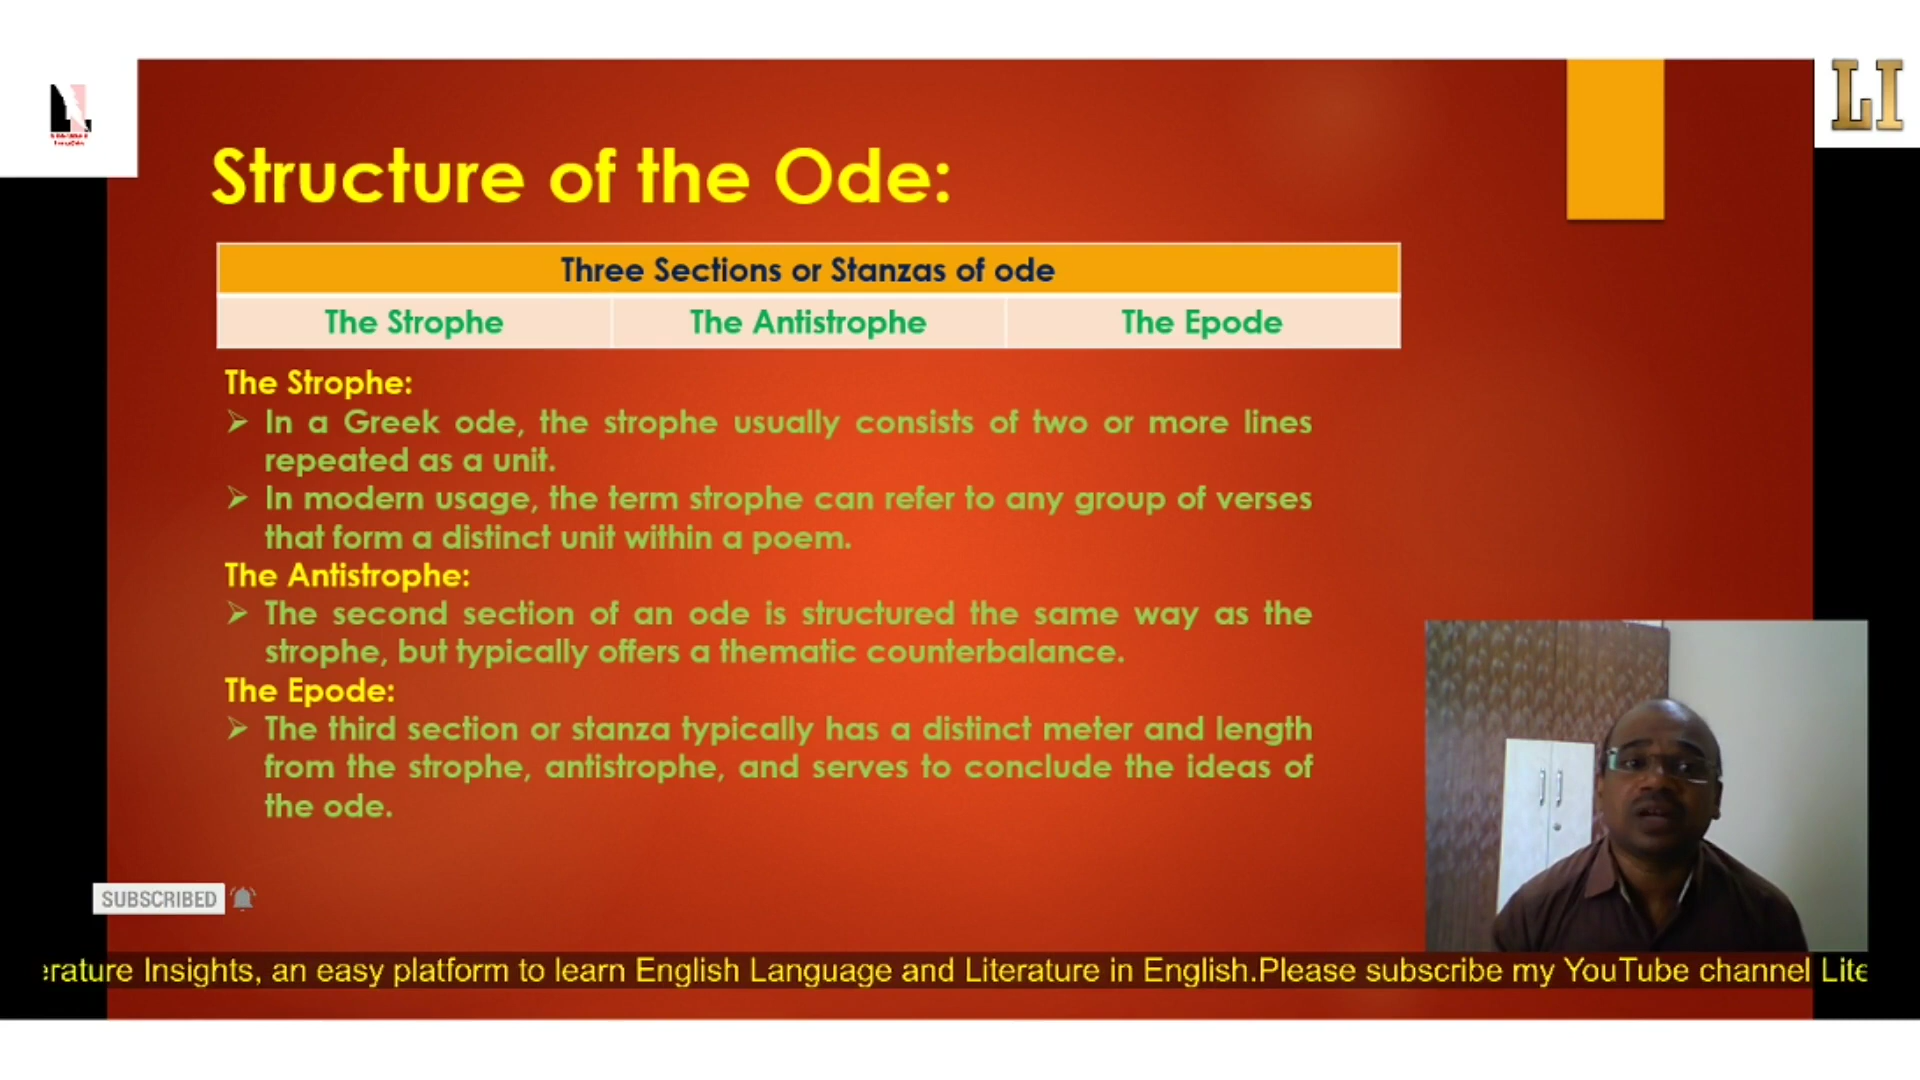 LI
Structure of the Ode:
Three Sections or Stanzas of ode
The Strophe The Antistrophe The Epode
The Strophe:
In a Greek ode, the strophe usually consists of two or more lines
repeated as a unit.
In modern usage, the term strophe can refer to any group of verses
that form a distinct unit within a poem.
The Antistrophe:
The second section of an ode is structured the same way as the
strophe, but typically offers a thematic counterbalance.
The Epode:
The third section or stanza typically has a distinct meter and length
from the strophe, antistrophe, and serves to conclude the ideas of
the ode.
SUBSCRIBED
erature Insights, an easy platform to learn English Language and Literature in English.Please subscribe my YouTube channel Lite